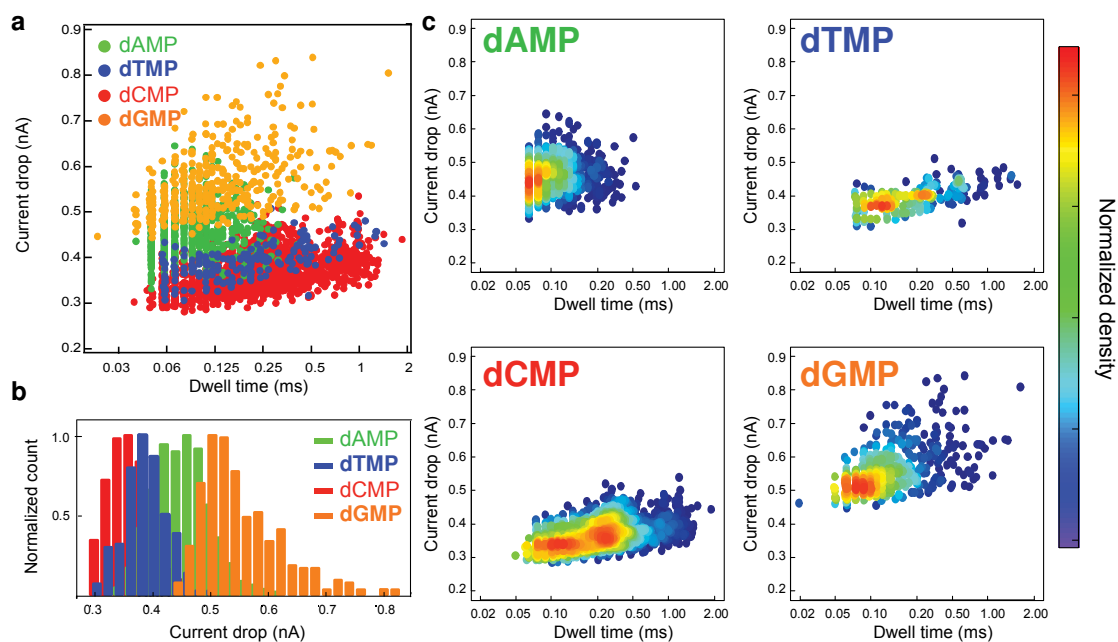 a
0.9
0.8
0.7
0.6
0.5
0.4
0.3
0.2
Current drop (nA)
dAMP
dTMP
dCMP
dGMP
0.03 0.06 0.125 0.25 0.5 1 2
Dwell time (ms)
b
1.0
0.5
Normalized count
dAMP
dTMP
dCMP
dGMP
0.3 0.4 0.5 0.6 0.7 0.8
Current drop (nA)
c
dAMP
0.9
0.8
0.7
0.6
0.5
0.4
0.3
0.2
Current drop (nA)
0.02 0.05 0.10 0.20 0.50 1.00 2.00
Dwell time (ms)
dTMP
0.9
0.8
0.7
0.6
0.5
0.4
0.3
0.2
Current drop (nA)
0.02 0.05 0.10 0.20 0.50 1.00 2.00
Dwell time (ms)
dCMP
0.9
0.8
0.7
0.6
0.5
0.4
0.3
0.2
Current drop (nA)
0.02 0.05 0.10 0.20 0.50 1.00 2.00
Dwell time (ms)
dGMP
0.9
0.8
0.7
0.6
0.5
0.4
0.3
0.2
Current drop (nA)
0.02 0.05 0.10 0.20 0.50 1.00 2.00
Dwell time (ms)
Normalized density